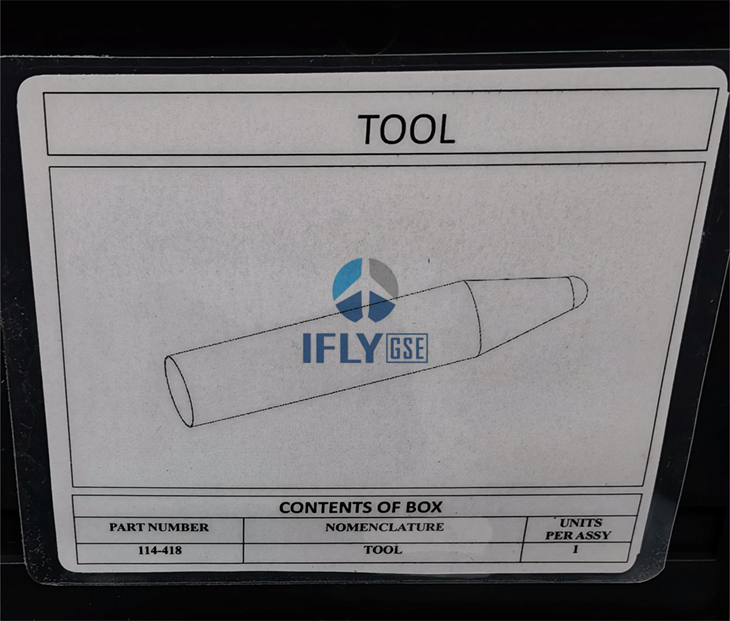 TOOL
IFLY GSE
CONTENTS OF BOX
PART NUMBER NOMENCLATURE UNITS PER ASSY
114-418 TOOL 1